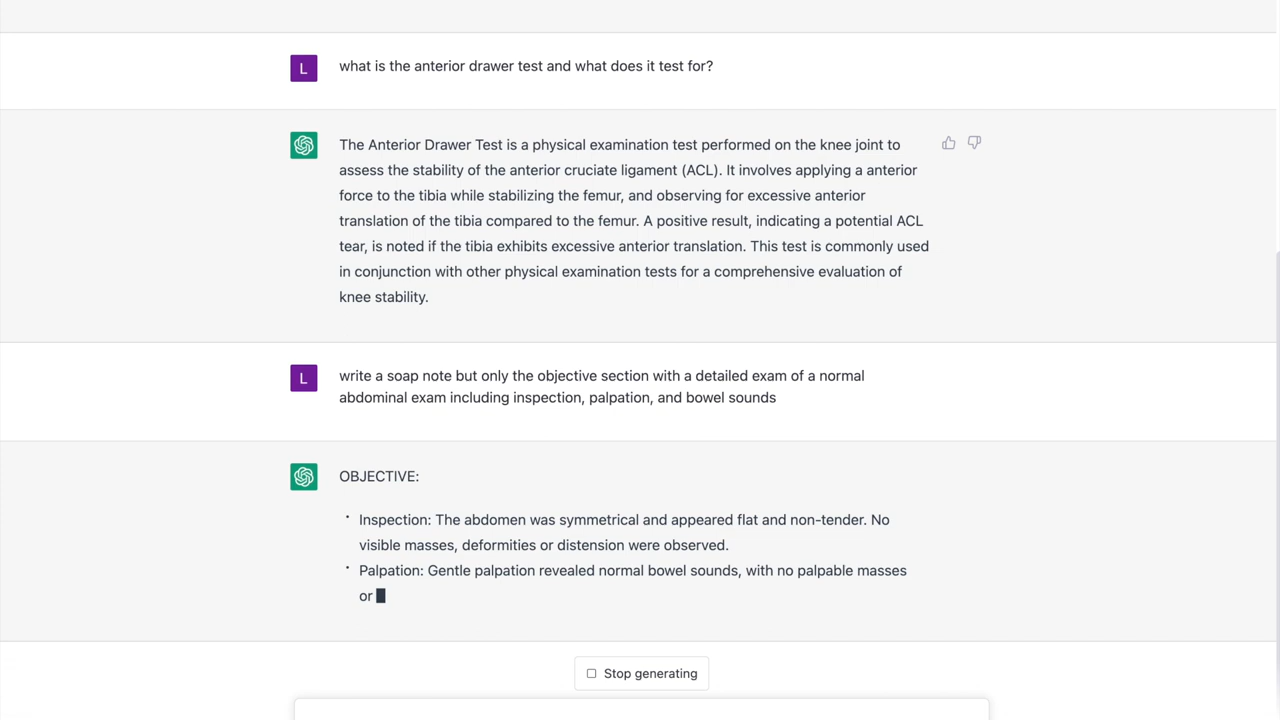 L
what is the anterior drawer test and what does it test for?
The Anterior Drawer Test is a physical examination test performed on the knee joint to
assess the stability of the anterior cruciate ligament (ACL). It involves applying a anterior
force to the tibia while stabilizing the femur, and observing for excessive anterior
translation of the tibia compared to the femur. A positive result, indicating a potential ACL
tear, is noted if the tibia exhibits excessive anterior translation. This test is commonly used
in conjunction with other physical examination tests for a comprehensive evaluation of
knee stability.
L
write a soap note but only the objective section with a detailed exam of a normal
abdominal exam including inspection, palpation, and bowel sounds
OBJECTIVE:
• Inspection: The abdomen was symmetrical and appeared flat and non-tender. No
visible masses, deformities or distension were observed.
• Palpation: Gentle palpation revealed normal bowel sounds, with no palpable masses
or
Stop generating